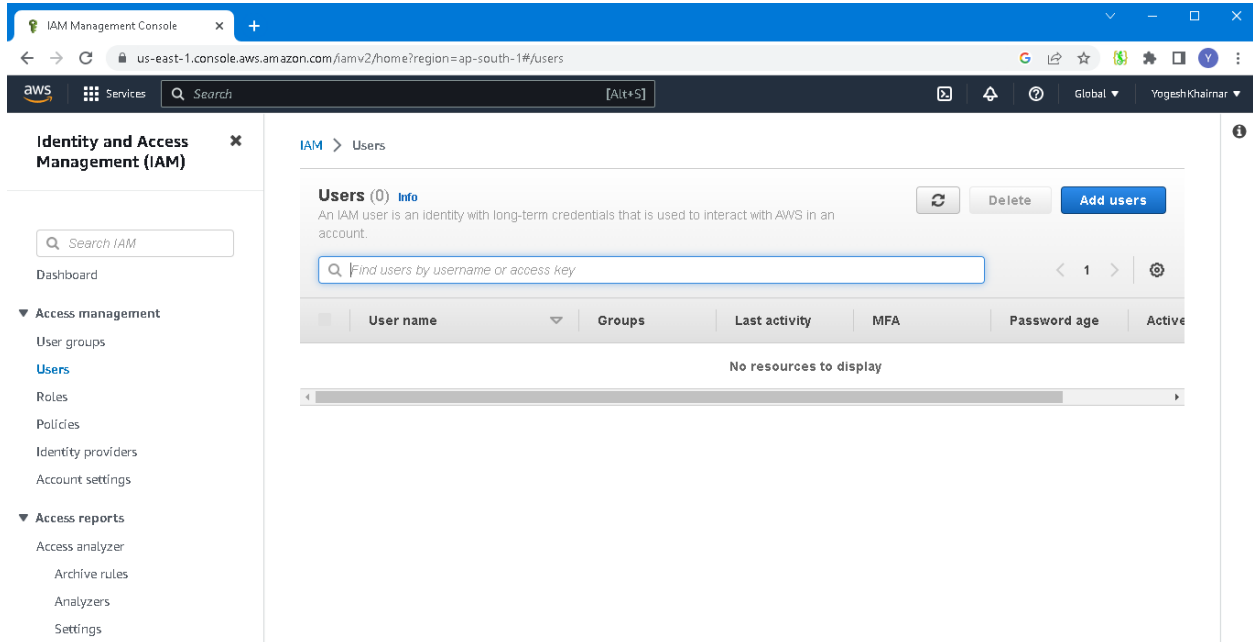 IAM Management Console
us-east-1.console.aws.amazon.com/iamv2/home?region=ap-south-1#/users
G
Y
aws
Services
Search
[Alt+S]
Global
YogeshKhairnar
Identity and Access
Management (IAM)
Search IAM
Dashboard
Access management
User groups
Users
Roles
Policies
Identity providers
Account settings
Access reports
Access analyzer
Archive rules
Analyzers
Settings
IAM > Users
Users (0) Info
An IAM user is an identity with long-term credentials that is used to interact with AWS in an
account.
Delete
Add users
Find users by username or access key
< 1 >
User name Groups Last activity MFA Password age Active
No resources to display